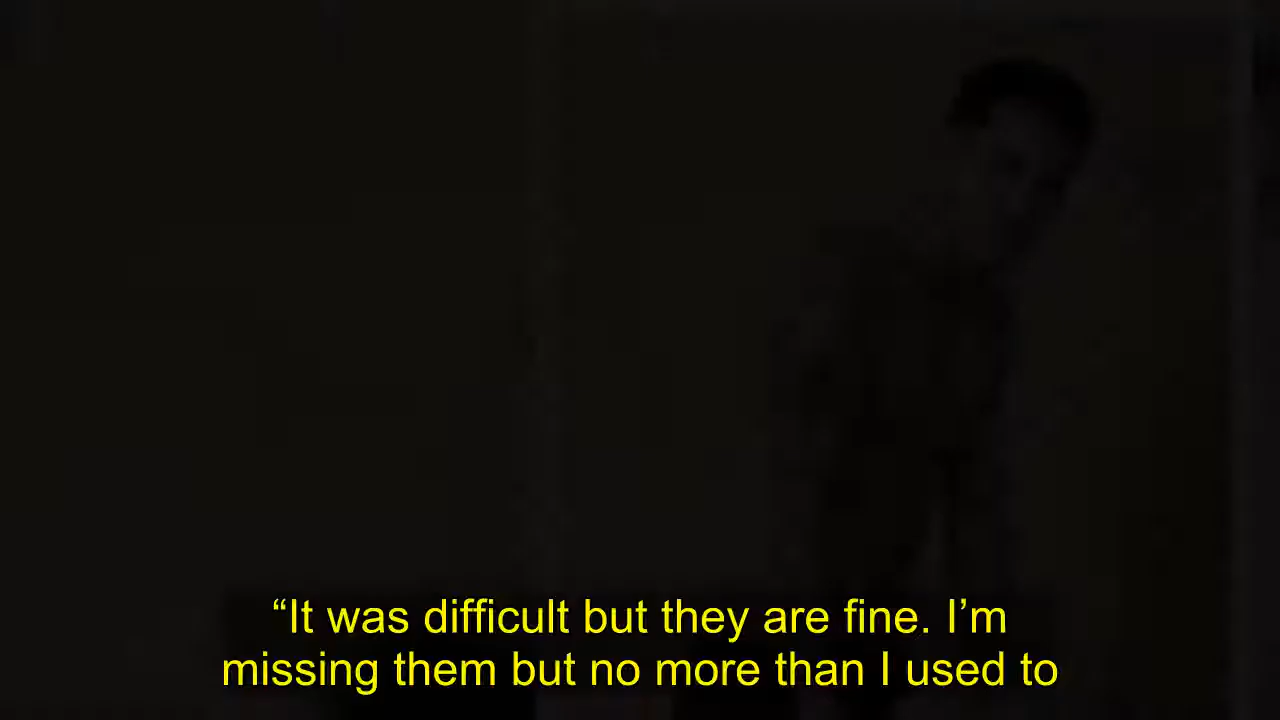 “It was difficult but they are fine. I’m
missing them but no more than I used to